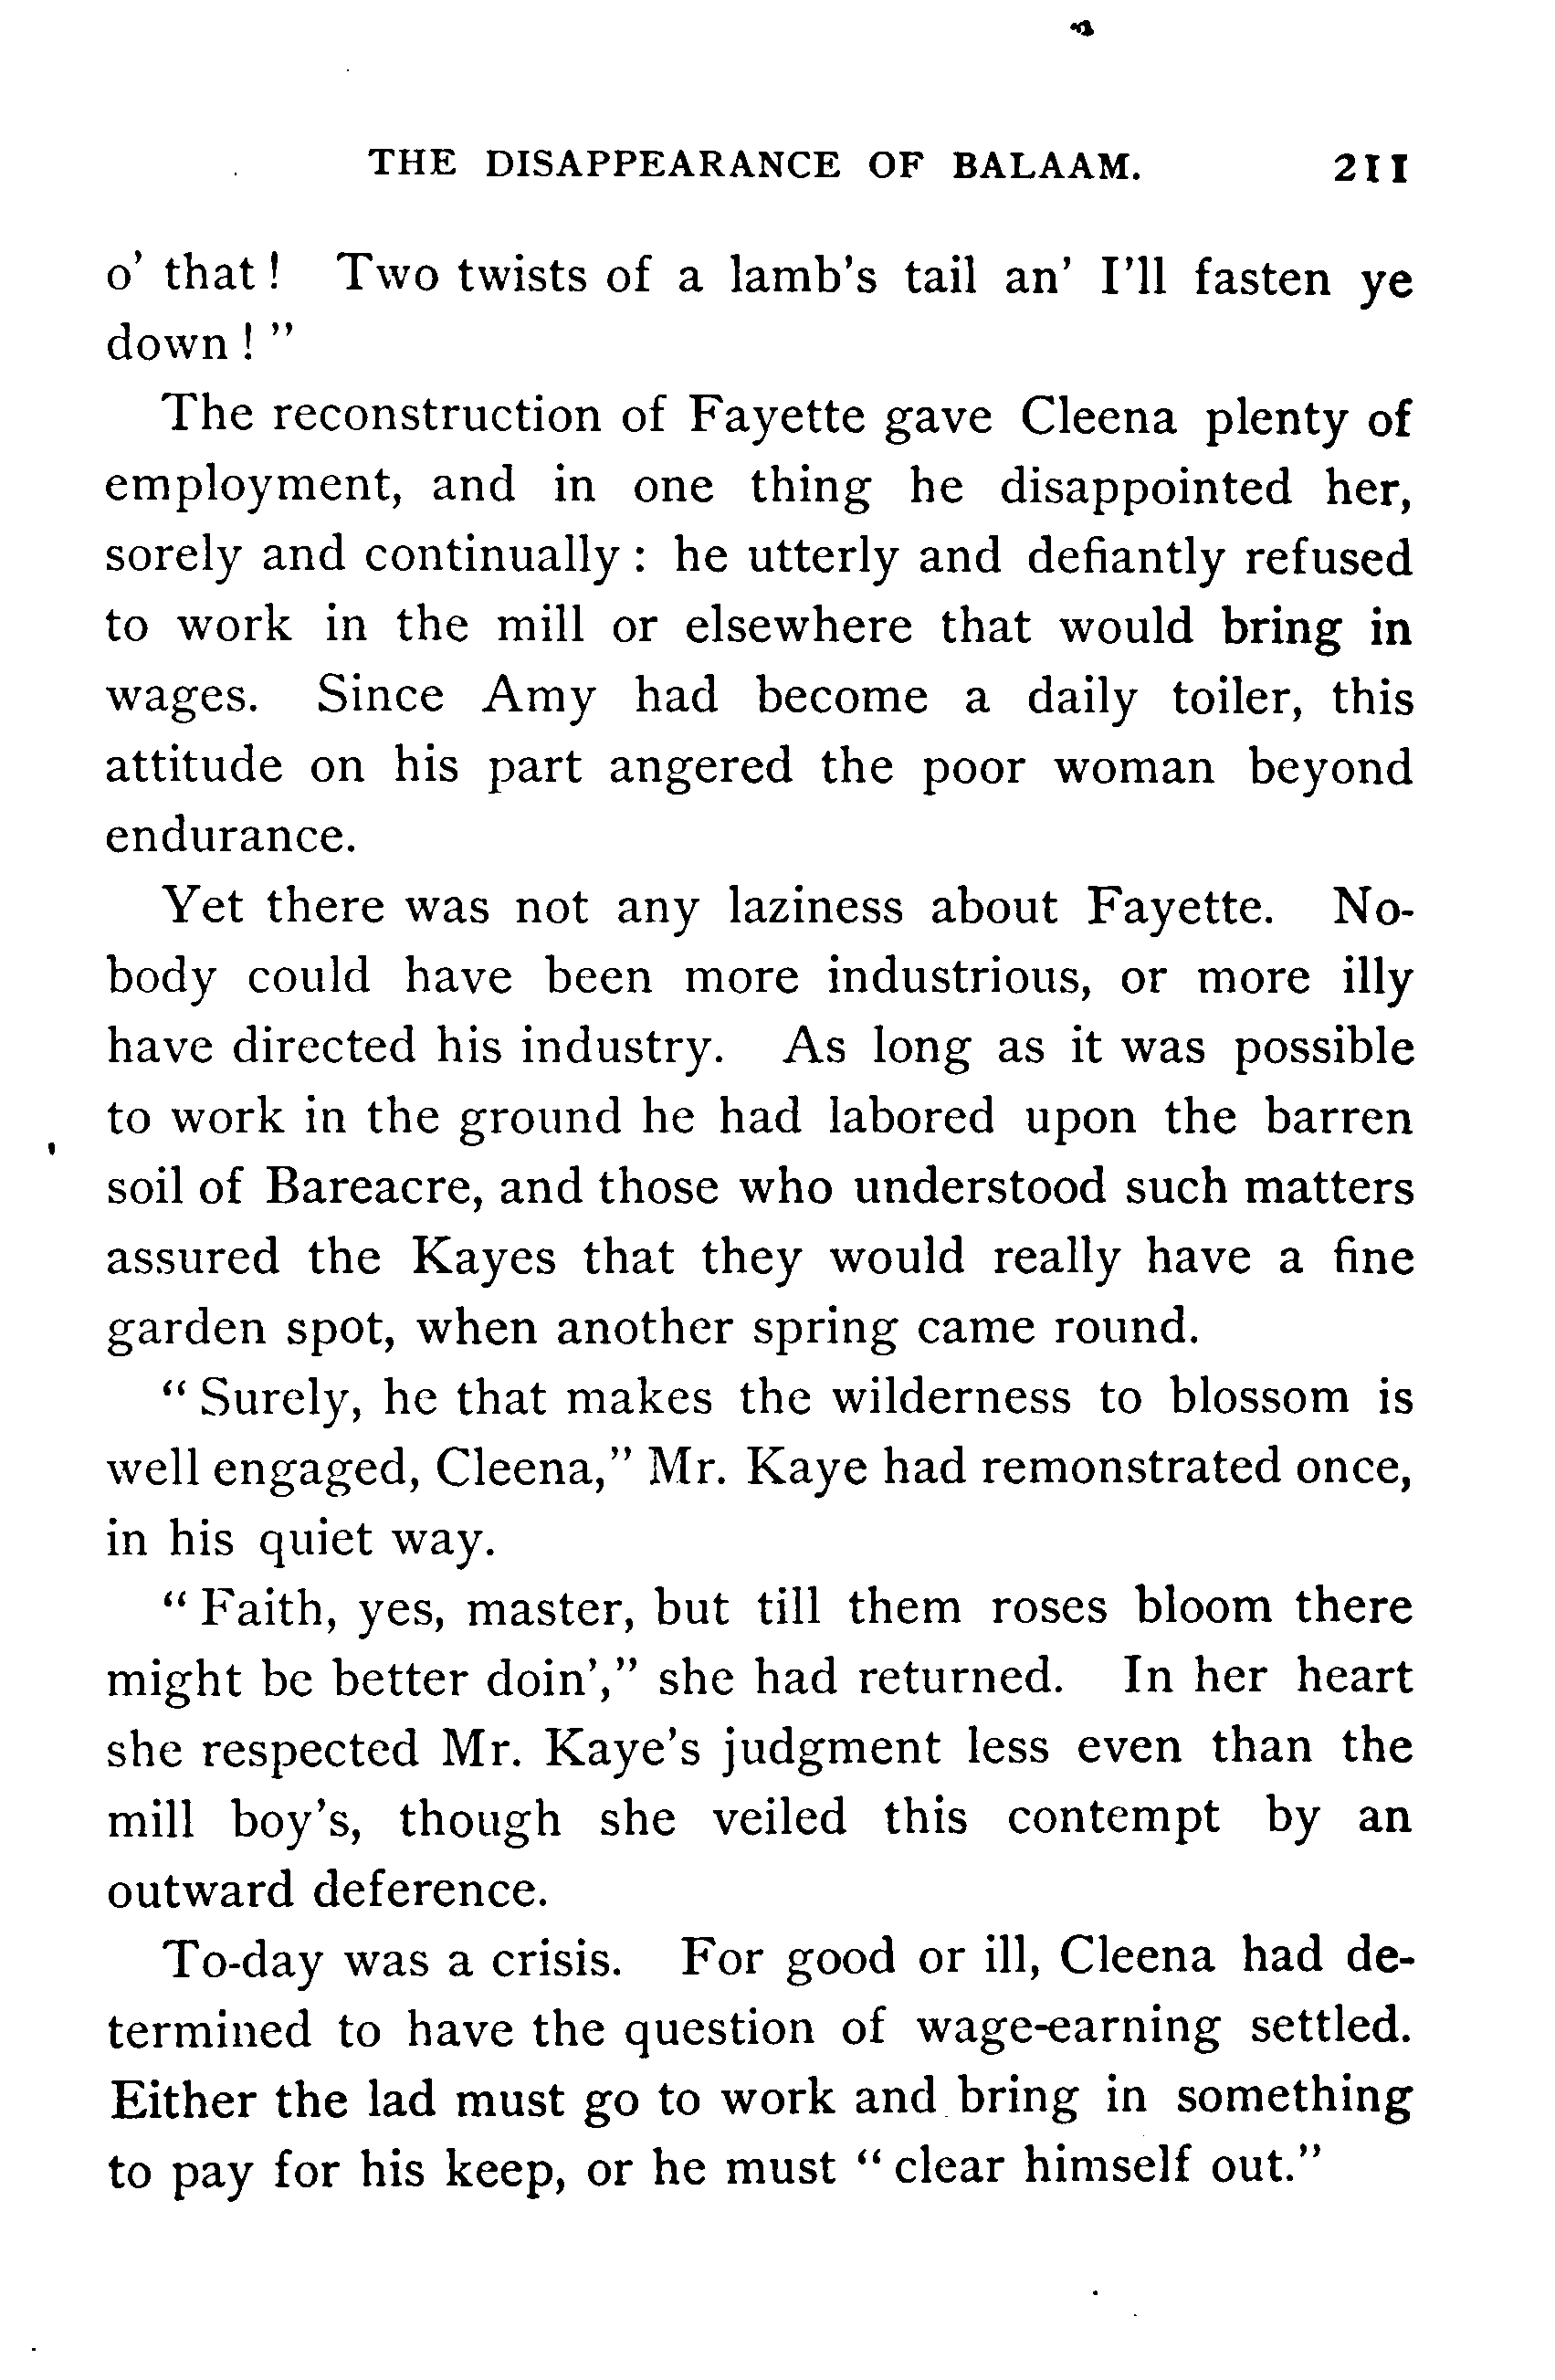 THE DISAPPEARANCE OF BALAAM. 211
o' that! Two twists of a lamb's tail an' I'll fasten ye
down!"
The reconstruction of Fayette gave Cleena plenty of
employment, and in one thing he disappointed her,
sorely and continually: he utterly and defiantly refused
to work in the mill or elsewhere that would bring in
wages. Since Amy had become a daily toiler, this
attitude on his part angered the poor woman beyond
endurance.
Yet there was not any laziness about Fayette. No-
body could have been more industrious, or more illy
have directed his industry. As long as it was possible
to work in the ground he had labored upon the barren
soil of Bareacre, and those who understood such matters
assured the Kayes that they would really have a fine
garden spot, when another spring came round.
"Surely, he that makes the wilderness to blossom is
well engaged, Cleena," Mr. Kaye had remonstrated once,
in his quiet way.
"Faith, yes, master, but till them roses bloom there
might be better doin'," she had returned. In her heart
she respected Mr. Kaye's judgment less even than the
mill boy's, though she veiled this contempt by an
outward deference.
To-day was a crisis. For good or ill, Cleena had de-
termined to have the question of wage-earning settled.
Either the lad must go to work and bring in something
to pay for his keep, or he must "clear himself out."